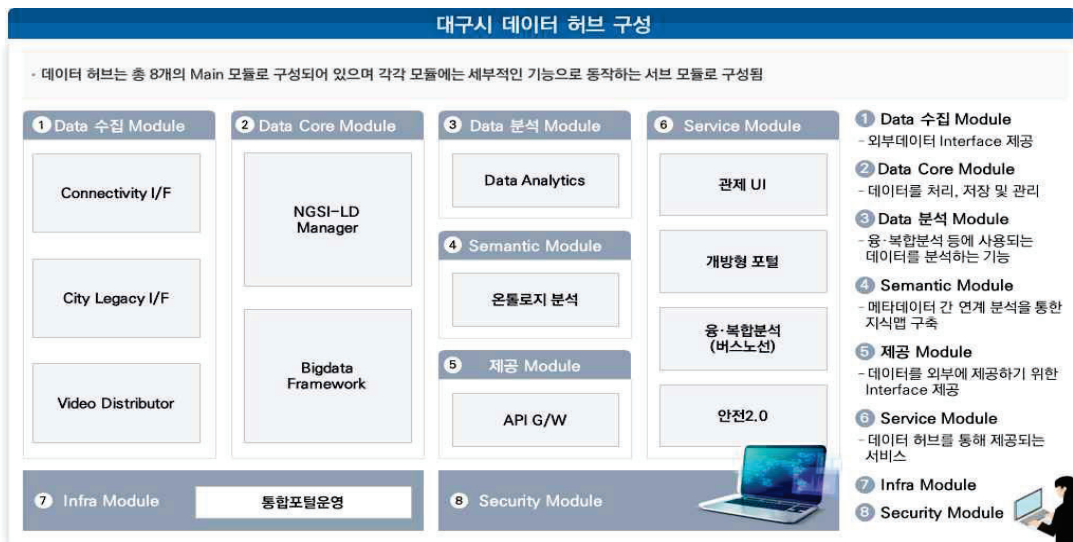 대구시 데이터 허브 구성
- 데이터 허브는 총 8개의 Main 모듈로 구성되어 있으며 각각 모듈에는 세부적인 기능으로 동작하는 서브 모듈로 구성됨
1 Data 수집 Module
Connectivity I/F
City Legacy I/F
Video Distributor
2 Data Core Module
NGSI-LD
Manager
Bigdata
Framework
3 Data 분석 Module
Data Analytics
4 Semantic Module
온톨로지 분석
5 제공 Module
API G/W
6 Service Module
관제 UI
개방형 포털
융·복합분석
(버스노선)
안전2.0
7 Infra Module
통합포털운영
8 Security Module
1 Data 수집 Module
- 외부데이터 Interface 제공
2 Data Core Module
- 데이터를 처리, 저장 및 관리
3 Data 분석 Module
- 융·복합분석 등에 사용되는
데이터를 분석하는 기능
4 Semantic Module
- 메타데이터 간 연계 분석을 통한
지식맵 구축
5 제공 Module
- 데이터를 외부에 제공하기 위한
Interface 제공
6 Service Module
- 데이터 허브를 통해 제공되는
서비스
7 Infra Module
8 Security Module